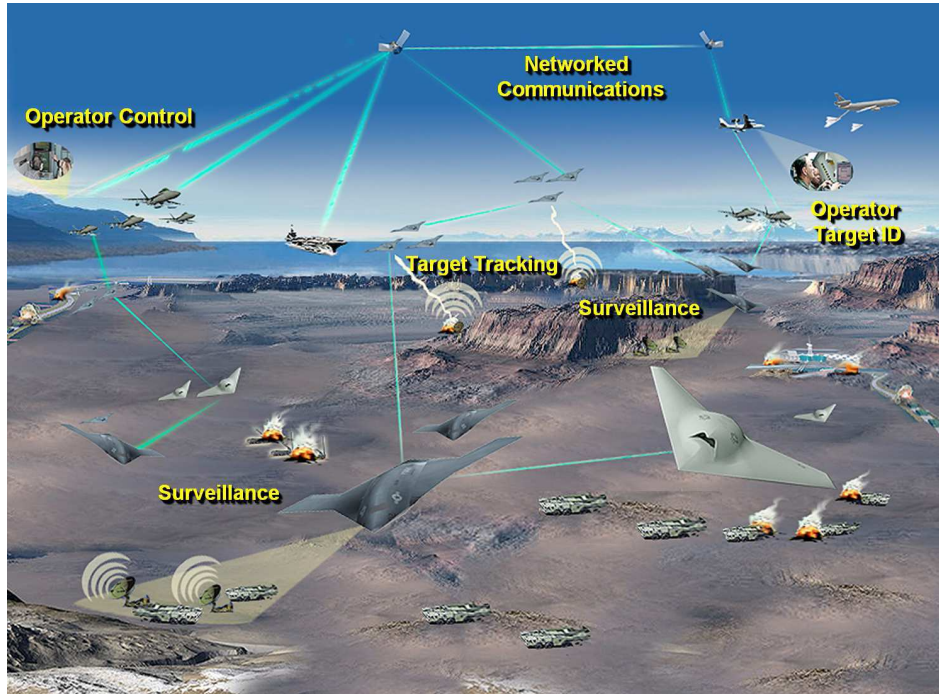 Networked
Communications
Operator Control
Operator
Target ID
Target Tracking
Surveillance
Surveillance